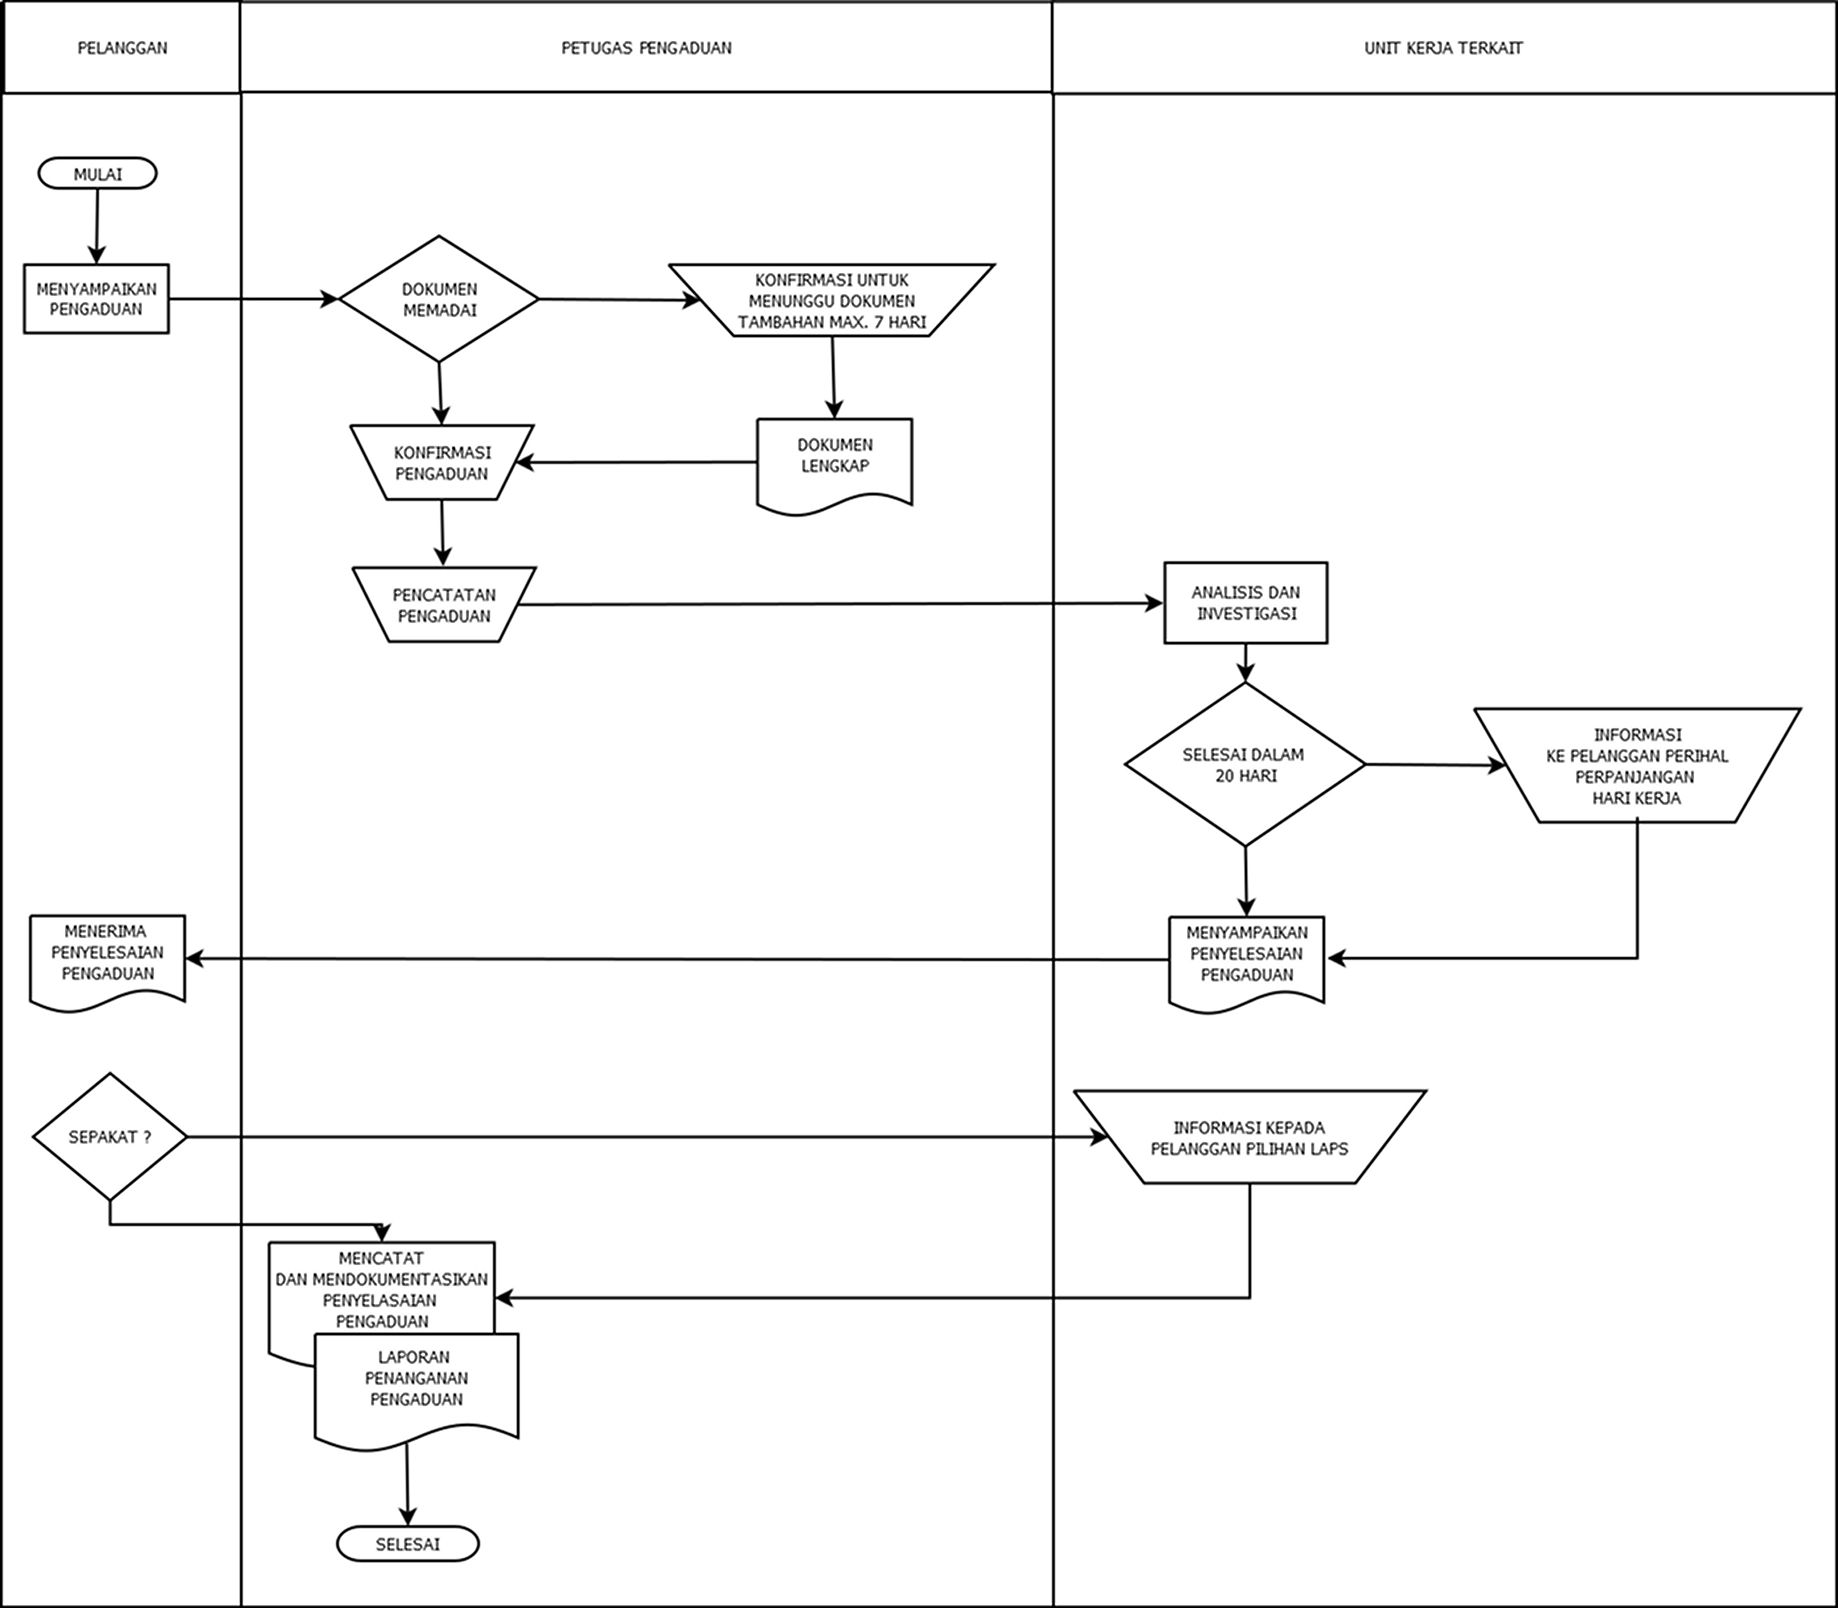 PELANGGAN
PETUGAS PENGADUAN
UNIT KERJA TERKAIT
MULAI
MENYAMPAIKAN
PENGADUAN
DOKUMEN
MEMADAI
KONFIRMASI UNTUK
MENUNGGU DOKUMEN
TAMBAHAN MAX. 7 HARI
KONFIRMASI
PENGADUAN
DOKUMEN
LENGKAP
PENCATATAN
PENGADUAN
ANALISIS DAN
INVESTIGASI
SELESAI DALAM
20 HARI
INFORMASI
KE PELANGGAN PERIHAL
PERPANJANGAN
HARI KERJA
MENERIMA
PENYELESAIAN
PENGADUAN
MENYAMPAIKAN
PENYELESAIAN
PENGADUAN
SEPAKAT ?
INFORMASI KEPADA
PELANGGAN PILIHAN LAPS
MENCATAT
DAN MENDOKUMENTASIKAN
PENYELASAIAN
PENGADUAN
LAPORAN
PENANGANAN
PENGADUAN
SELESAI